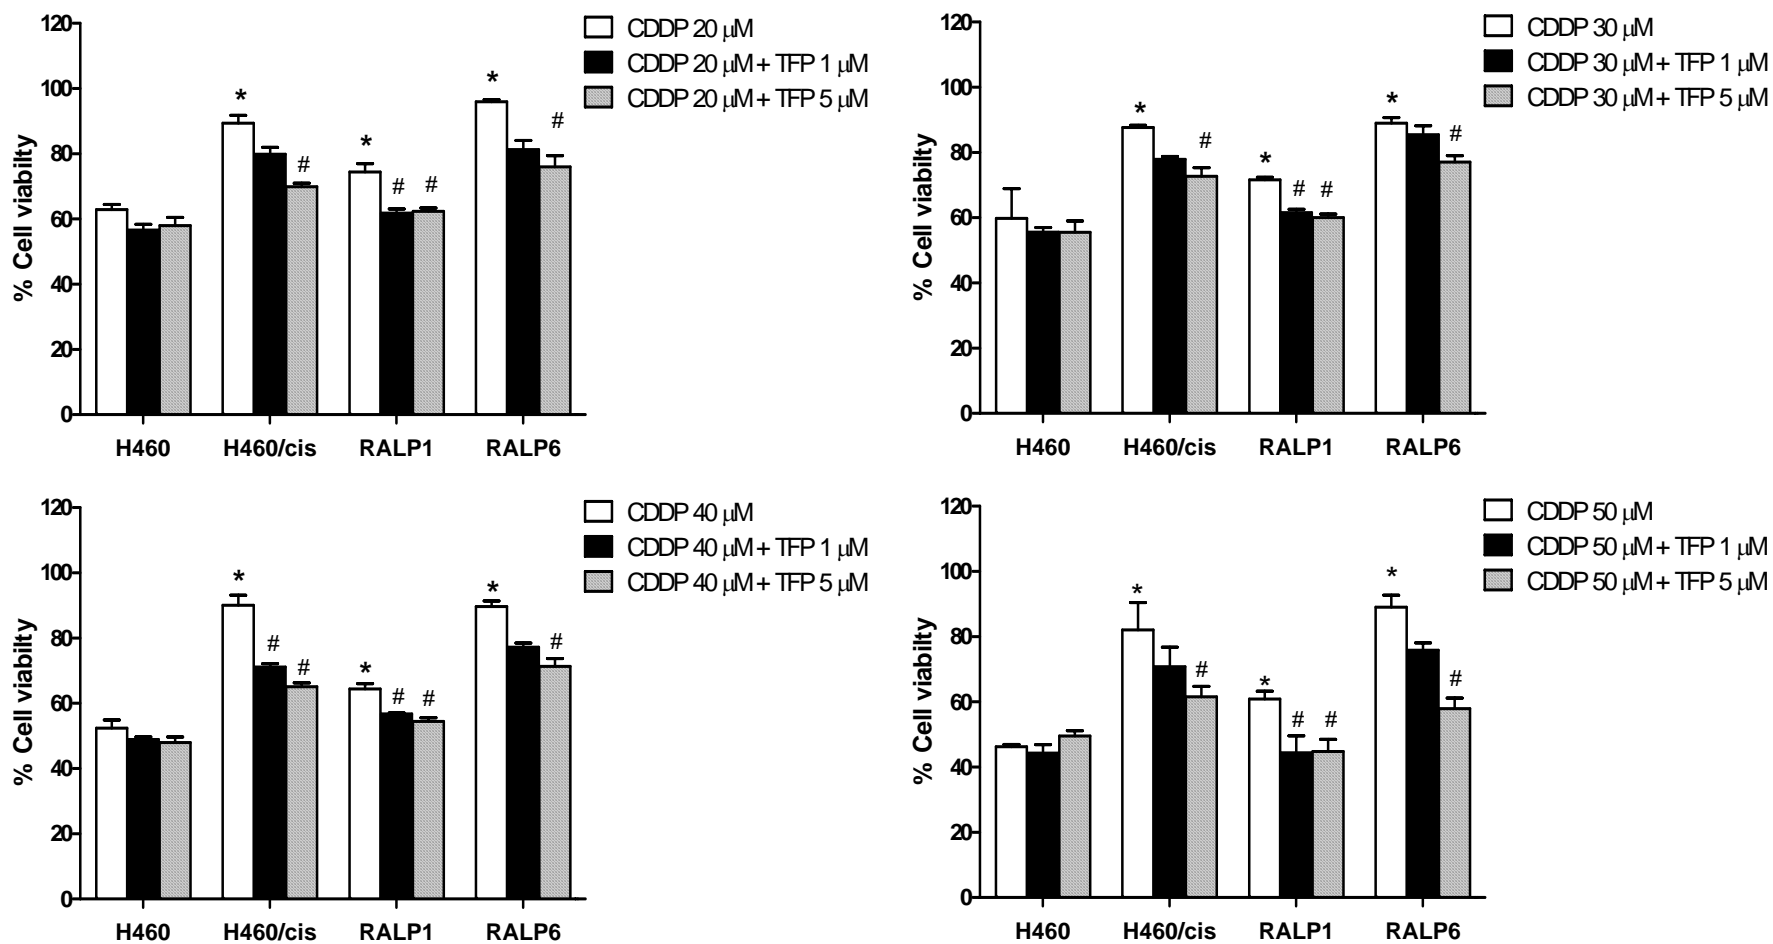 120
100
80
60
40
20
0
% Cell viabilty
*
*
#
*
#
#
*
#
H460
H460/cis
RALP1
RALP6
CDDP 20 μM
CDDP 20 μM + TFP 1 μM
CDDP 20 μM + TFP 5 μM
120
100
80
60
40
20
0
% Cell viabilty
*
#
*
#
#
*
#
H460
H460/cis
RALP1
RALP6
CDDP 30 μM
CDDP 30 μM + TFP 1 μM
CDDP 30 μM + TFP 5 μM
120
100
80
60
40
20
0
% Cell viabilty
*
#
#
*
#
#
*
#
H460
H460/cis
RALP1
RALP6
CDDP 40 μM
CDDP 40 μM + TFP 1 μM
CDDP 40 μM + TFP 5 μM
120
100
80
60
40
20
0
% Cell viabilty
*
#
*
#
#
*
#
H460
H460/cis
RALP1
RALP6
CDDP 50 μM
CDDP 50 μM + TFP 1 μM
CDDP 50 μM + TFP 5 μM